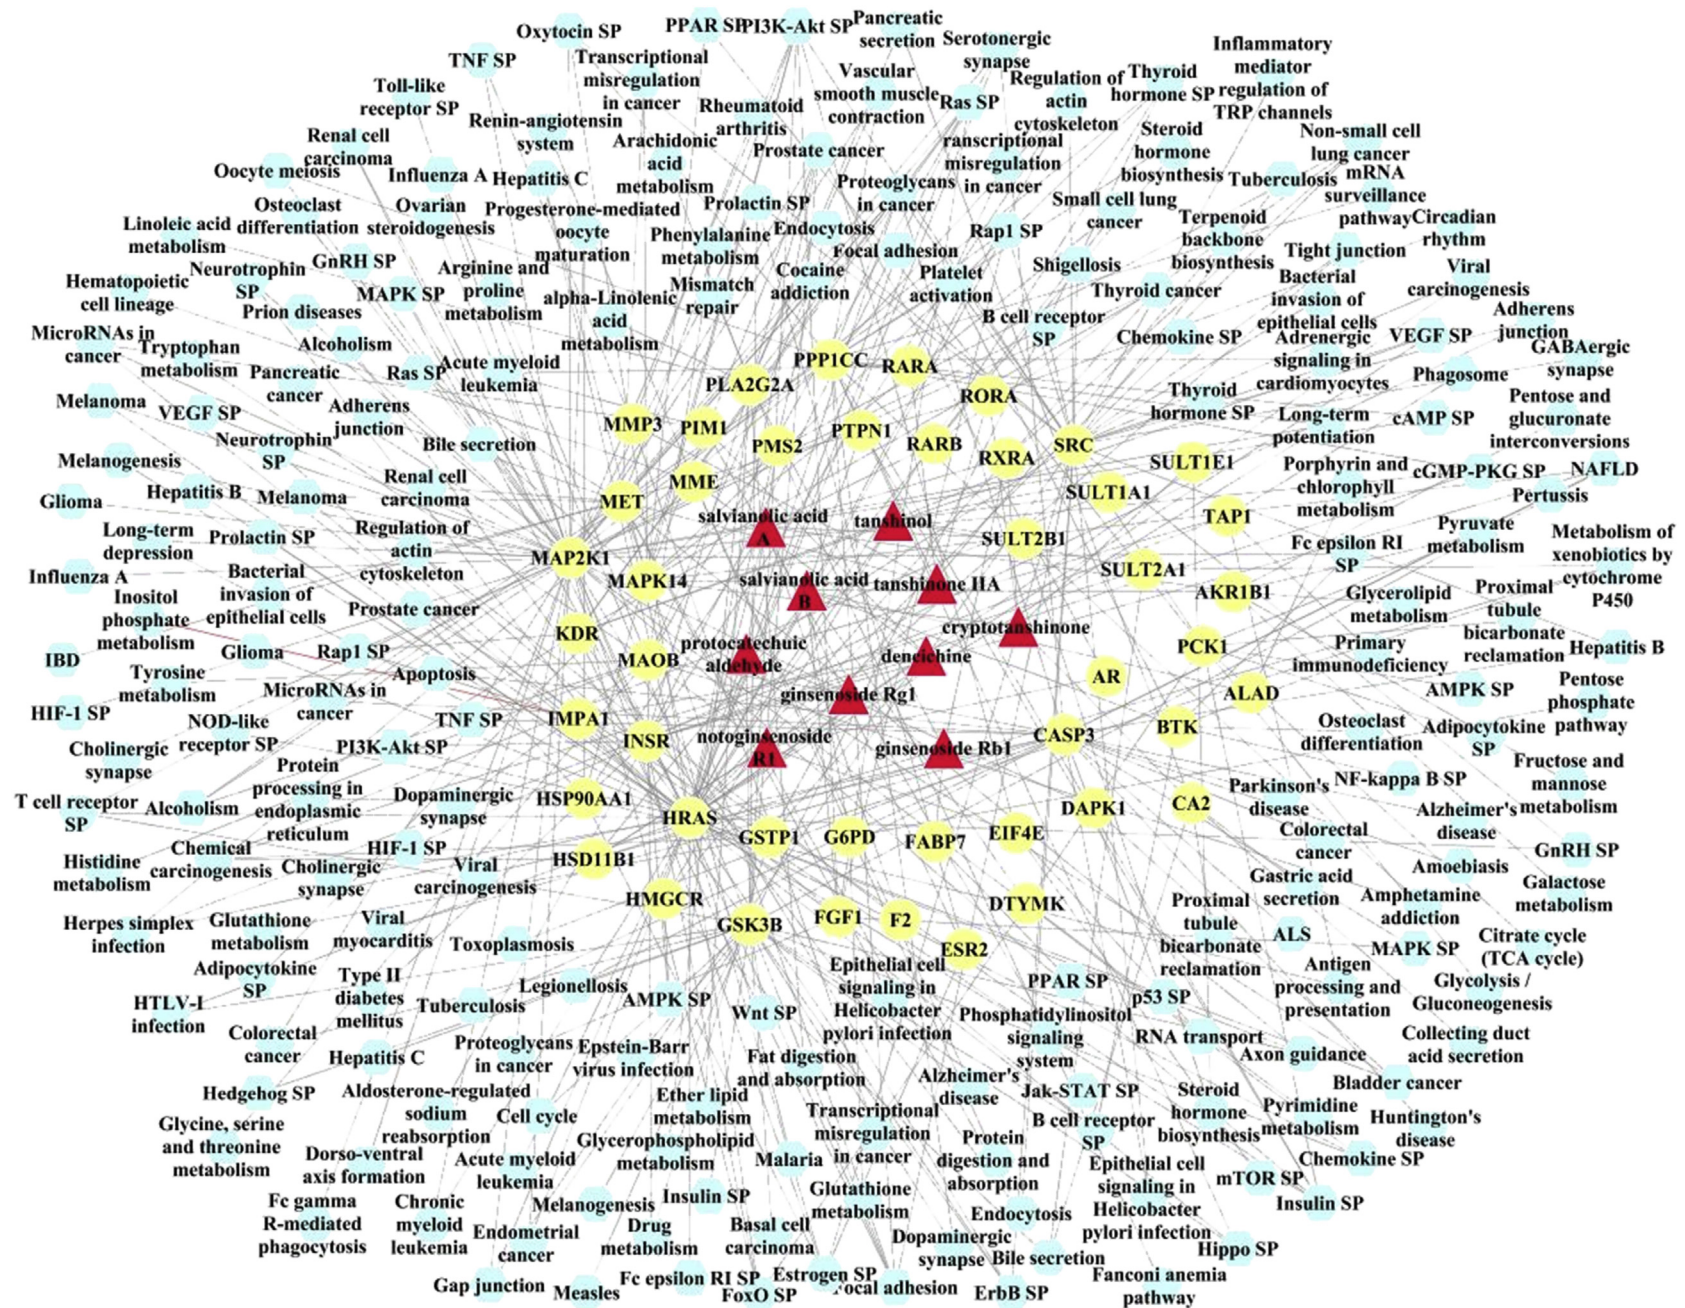 Oxytocin SP
PPAR SP
PI3K-Akt SP
Pancreatic
secretion
Serotonergic
synapse
Inflammatory
mediator
regulation of
TRP channels
TNF SP
Transcriptional
misregulation
in cancer
Vascular
smooth muscle
contraction
Ras SP
Regulation of
actin
cytoskeleton
Thyroid
hormone SP
Toll-like
receptor SP
Renin-angiotensin
system
Rheumatoid
arthritis
Arachidonic
acid
metabolism
Prostate cancer
ranscriptional
misregulation
in cancer
Steroid
hormone
biosynthesis
Non-small cell
lung cancer
Renal cell
carcinoma
Oocyte meiosis
Influenza A
Hepatitis C
Proteoglycans
in cancer
Tuberculosis
mRNA
surveillance
pathway
Circadian
rhythm
Osteoclast
differentiation
Ovarian
steroidogenesis
Progesterone-mediated
oocyte
maturation
Prolactin SP
Small cell lung
cancer
Linoleic acid
metabolism
Phenylalanine
metabolism
Endocytosis
Focal adhesion
Rap1 SP
Terpenoid
backbone
biosynthesis
Tight junction
Neurotrophin
SP
GnRH SP
Arginine and
proline
metabolism
Cocaine
addiction
Platelet
activation
Shigellosis
Viral
carcinogenesis
Hematopoietic
cell lineage
MAPK SP
alpha-Linolenic
acid
metabolism
Mismatch
repair
Thyroid cancer
Bacterial
invasion of
epithelial cells
Prion diseases
B cell receptor
SP
Chemokine SP
Adherens
junction
MicroRNAs in
cancer
Tryptophan
metabolism
Alcoholism
Adrenergic
signaling in
cardiomyocytes
VEGF SP
GABAergic
synapse
Pancreatic
cancer
Ras SP
Acute myeloid
leukemia
PPP1CC
RARA
Phagosome
PLA2G2A
RORA
Melanoma
VEGF SP
Adherens
junction
MMP3
PIM1
PMS2
PTPN1
RARB
RXRA
SRC
Thyroid
hormone SP
Long-term
potentiation
cAMP SP
Pentose and
glucuronate
interconversions
Neurotrophin
SP
Bile secretion
Melanogenesis
MME
SULT1E1
Porphyrin and
chlorophyll
metabolism
cGMP-PKG SP
NAFLD
Glioma
Hepatitis B
Melanoma
Renal cell
carcinoma
MET
SULT1A1
Pertussis
salvianolic acid
A
tanshinol
TAP1
Long-term
depression
Prolactin SP
Regulation of
actin
cytoskeleton
MAP2K1
SULT2B1
Fc epsilon RI
SP
Pyruvate
metabolism
Metabolism of
xenobiotics by
cytochrome
P450
Influenza A
Bacterial
invasion of
epithelial cells
MAPK14
salvianolic acid
B
tanshinone IIA
SULT2A1
AKR1B1
Glycerolipid
metabolism
Proximal
tubule
bicarbonate
reclamation
Inositol
phosphate
metabolism
Prostate cancer
KDR
protocatechuic
aldehyde
cryptotanshinone
dencichine
PCK1
Primary
immunodeficiency
Hepatitis B
IBD
Glioma
Rap1 SP
MAOB
AR
Tyrosine
metabolism
Apoptosis
ginsenoside Rg1
ALAD
AMPK SP
Pentose
phosphate
pathway
HIF-1 SP
MicroRNAs in
cancer
TNF SP
IMPA1
BTK
Osteoclast
differentiation
Adipocytokine
SP
NOD-like
receptor SP
INSR
notoginsenoside
R1
ginsenoside Rb1
CASP3
Cholinergic
synapse
PI3K-Akt SP
Protein
processing in
endoplasmic
reticulum
Dopaminergic
synapse
HSP90AA1
DAPK1
CA2
Parkinson's
disease
NF-kappa B SP
Fructose and
mannose
metabolism
T cell receptor
SP
Alcoholism
HRAS
GSTP1
G6PD
FABP7
EIF4E
Colorectal
cancer
Alzheimer's
disease
GnRH SP
Histidine
metabolism
Chemical
carcinogenesis
Cholinergic
synapse
HIF-1 SP
Viral
carcinogenesis
HSD11B1
Gastric acid
secretion
Amoebiasis
Galactose
metabolism
HMGCR
DTYMK
Proximal
tubule
bicarbonate
reclamation
Amphetamine
addiction
Herpes simplex
infection
Glutathione
metabolism
Viral
myocarditis
Toxoplasmosis
GSK3B
FGF1
F2
ESR2
ALS
MAPK SP
Citrate cycle
(TCA cycle)
Adipocytokine
SP
Type II
diabetes
mellitus
Legionellosis
AMPK SP
Epithelial cell
signaling in
Helicobacter
pylori infection
PPAR SP
p53 SP
Antigen
processing and
presentation
Glycolysis /
Gluconeogenesis
HTLV-I
infection
Tuberculosis
Wnt SP
Phosphatidylinositol
signaling
system
RNA transport
Colorectal
cancer
Hepatitis C
Proteoglycans
in cancer
Epstein-Barr
virus infection
Fat digestion
and absorption
Axon guidance
Collecting duct
acid secretion
Hedgehog SP
Aldosterone-regulated
sodium
reabsorption
Cell cycle
Ether lipid
metabolism
Alzheimer's
disease
Jak-STAT SP
Steroid
hormone
biosynthesis
Bladder cancer
Transcriptional
misregulation
in cancer
B cell receptor
SP
Pyrimidine
metabolism
Huntington's
disease
Glycine, serine
and threonine
metabolism
Dorso-ventral
axis formation
Acute myeloid
leukemia
Glycerophospholipid
metabolism
Malaria
Protein
digestion and
absorption
Epithelial cell
signaling in
Helicobacter
pylori infection
mTOR SP
Chemokine SP
Fc gamma
R-mediated
phagocytosis
Chronic
myeloid
leukemia
Melanogenesis
Insulin SP
Glutathione
metabolism
Endocytosis
Insulin SP
Endometrial
cancer
Drug
metabolism
Basal cell
carcinoma
Dopaminergic
synapse
Bile secretion
Hippo SP
Gap junction
Measles
Fc epsilon RI SP
FoxO SP
Estrogen SP
Focal adhesion
ErbB SP
Fanconi anemia
pathway